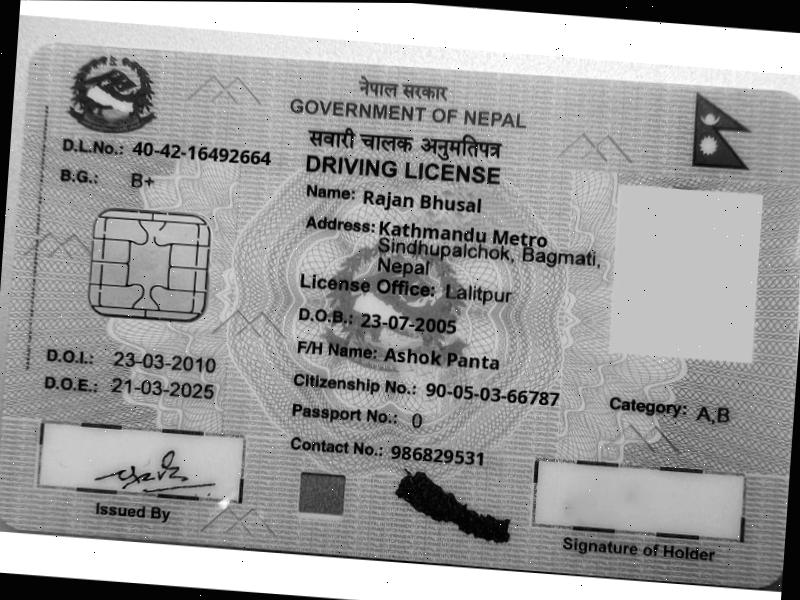 नेपाल सरकार
GOVERNMENT OF NEPAL
सवारी चालक अनुमतिपत्र
DRIVING LICENSE
D.L.No.: 40-42-16492664
B.G.: B+
Name: Rajan Bhusal
Address: Kathmandu Metro
Sindhupalchok, Bagmati,
Nepal
License Office: Lalitpur
D.O.B.: 23-07-2005
F/H Name: Ashok Panta
D.O.I.: 23-03-2010
D.O.E.: 21-03-2025
Citizenship No.: 90-05-03-66787
Category: A,B
Passport No.: 0
Contact No.: 986829531
Issued By
Signature of Holder